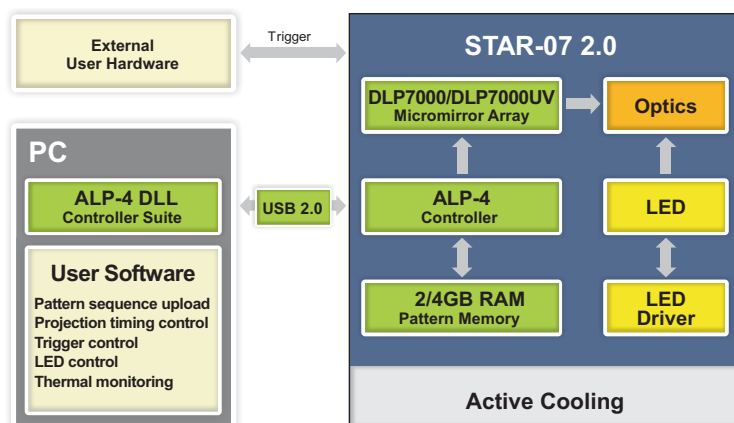 External
User Hardware
Trigger
STAR-07 2.0
DLP7000/DLP7000UV
Micromirror Array
Optics
PC
ALP-4 DLL
Controller Suite
USB 2.0
ALP-4
Controller
LED
User Software
Pattern sequence upload
Projection timing control
Trigger control
LED control
Thermal monitoring
2/4GB RAM
Pattern Memory
LED
Driver
Active Cooling